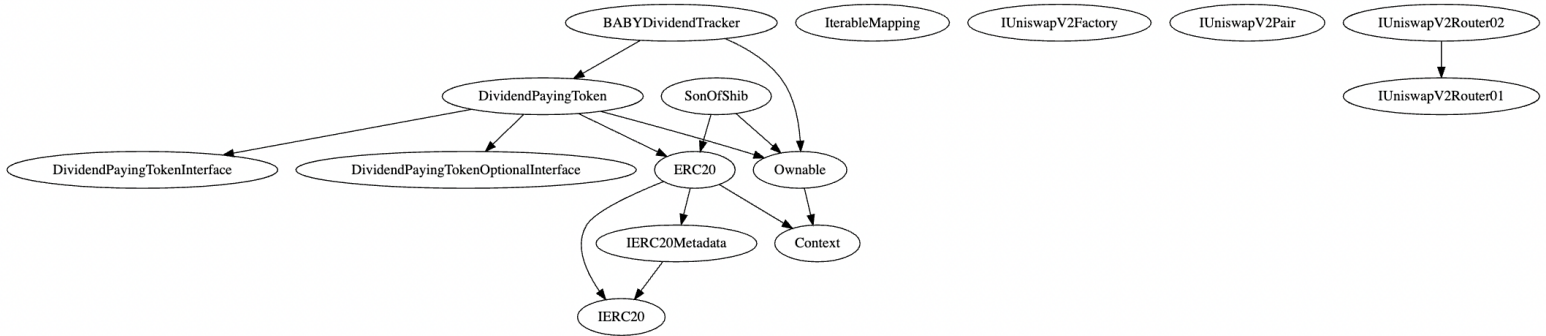 BABYDividendTracker
IterableMapping
IUniswapV2Factory
IUniswapV2Pair
IUniswapV2Router02
DividendPayingToken
SonOfShib
IUniswapV2Router01
DividendPayingTokenInterface
DividendPayingTokenOptionalInterface
ERC20
Ownable
IERC20Metadata
Context
IERC20